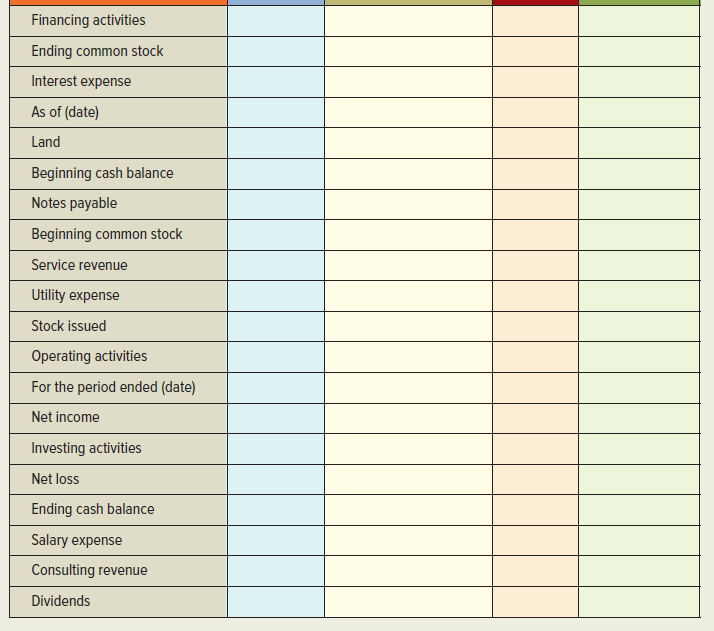 Financing activities
Ending common stock
Interest expense
As of (date)
Land
Beginning cash balance
Notes payable
Beginning common stock
Service revenue
Utility expense
Stock issued
Operating activities
For the period ended (date)
Net income
Investing activities
Net loss
Ending cash balance
Salary expense
Consulting revenue
Dividends